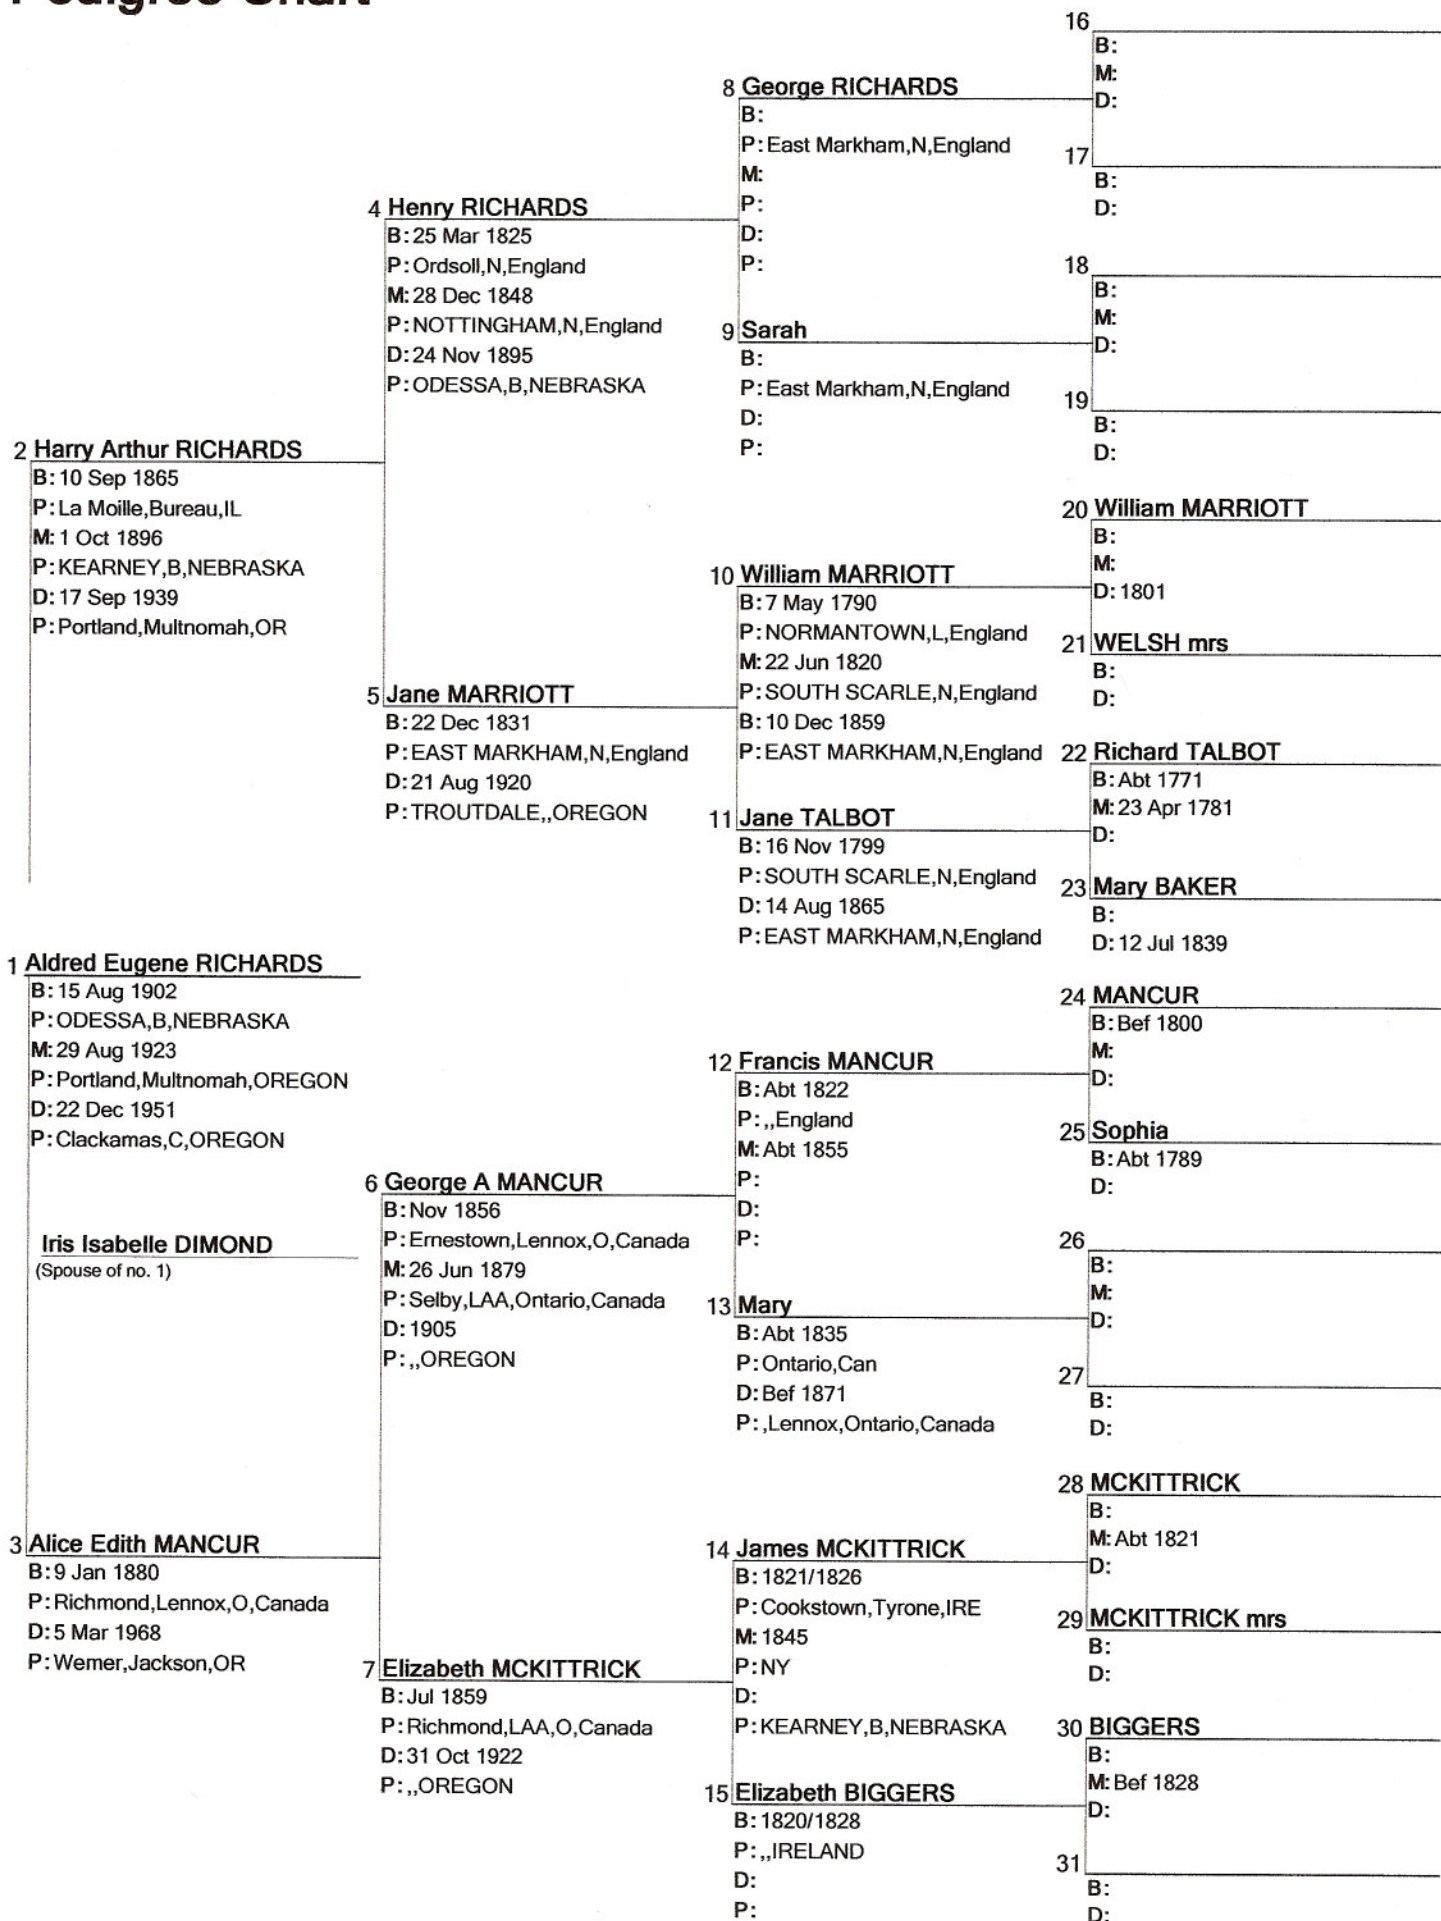 Pedigree Chart
1 Aldred Eugene RICHARDS
B: 15 Aug 1902
P: ODESSA,B,NEBRASKA
M: 29 Aug 1923
P: Portland,Multnomah,OREGON
D: 22 Dec 1951
P: Clackamas,C,OREGON
Iris Isabelle DIMOND
(Spouse of no. 1)
2 Harry Arthur RICHARDS
B: 10 Sep 1865
P: La Moille,Bureau,IL
M: 1 Oct 1896
P: KEARNEY,B,NEBRASKA
D: 17 Sep 1939
P: Portland,Multnomah,OR
3 Alice Edith MANCUR
B: 9 Jan 1880
P: Richmond,Lennox,O,Canada
D: 5 Mar 1968
P: Wemer,Jackson,OR
4 Henry RICHARDS
B: 25 Mar 1825
P: Ordsoll,N,England
M: 28 Dec 1848
P: NOTTINGHAM,N,England
D: 24 Nov 1895
P: ODESSA,B,NEBRASKA
5 Jane MARRIOTT
B: 22 Dec 1831
P: EAST MARKHAM,N,England
D: 21 Aug 1920
P: TROUTDALE,,OREGON
6 George A MANCUR
B: Nov 1856
P: Ernestown,Lennox,O,Canada
M: 26 Jun 1879
P: Selby,LAA,Ontario,Canada
D: 1905
P: ,,OREGON
7 Elizabeth MCKITTRICK
B: Jul 1859
P: Richmond,LAA,O,Canada
D: 31 Oct 1922
P: ,,OREGON
8 George RICHARDS
B:
P: East Markham,N,England
M:
P:
D:
P:
9 Sarah
B:
P: East Markham,N,England
D:
P:
10 William MARRIOTT
B: 7 May 1790
P: NORMANTOWN,L,England
M: 22 Jun 1820
P: SOUTH SCARLE,N,England
B: 10 Dec 1859
P: EAST MARKHAM,N,England
11 Jane TALBOT
B: 16 Nov 1799
P: SOUTH SCARLE,N,England
D: 14 Aug 1865
P: EAST MARKHAM,N,England
12 Francis MANCUR
B: Abt 1822
P: ,,England
M: Abt 1855
P:
D:
P:
13 Mary
B: Abt 1835
P: Ontario,Can
D: Bef 1871
P: ,Lennox,Ontario,Canada
14 James MCKITTRICK
B: 1821/1826
P: Cookstown,Tyrone,IRE
M: 1845
P: NY
D:
P: KEARNEY,B,NEBRASKA
15 Elizabeth BIGGERS
B: 1820/1828
P: ,,IRELAND
D:
P:
16
B:
M:
D:
17
B:
D:
18
B:
M:
D:
19
B:
D:
20 William MARRIOTT
B:
M:
D: 1801
21 WELSH mrs
B:
D:
22 Richard TALBOT
B: Abt 1771
M: 23 Apr 1781
D:
23 Mary BAKER
B:
D: 12 Jul 1839
24 MANCUR
B: Bef 1800
M:
D:
25 Sophia
B: Abt 1789
D:
26
B:
M:
D:
27
B:
D:
28 MCKITTRICK
B:
M: Abt 1821
D:
29 MCKITTRICK mrs
B:
D:
30 BIGGERS
B:
M: Bef 1828
D:
31
B:
D: